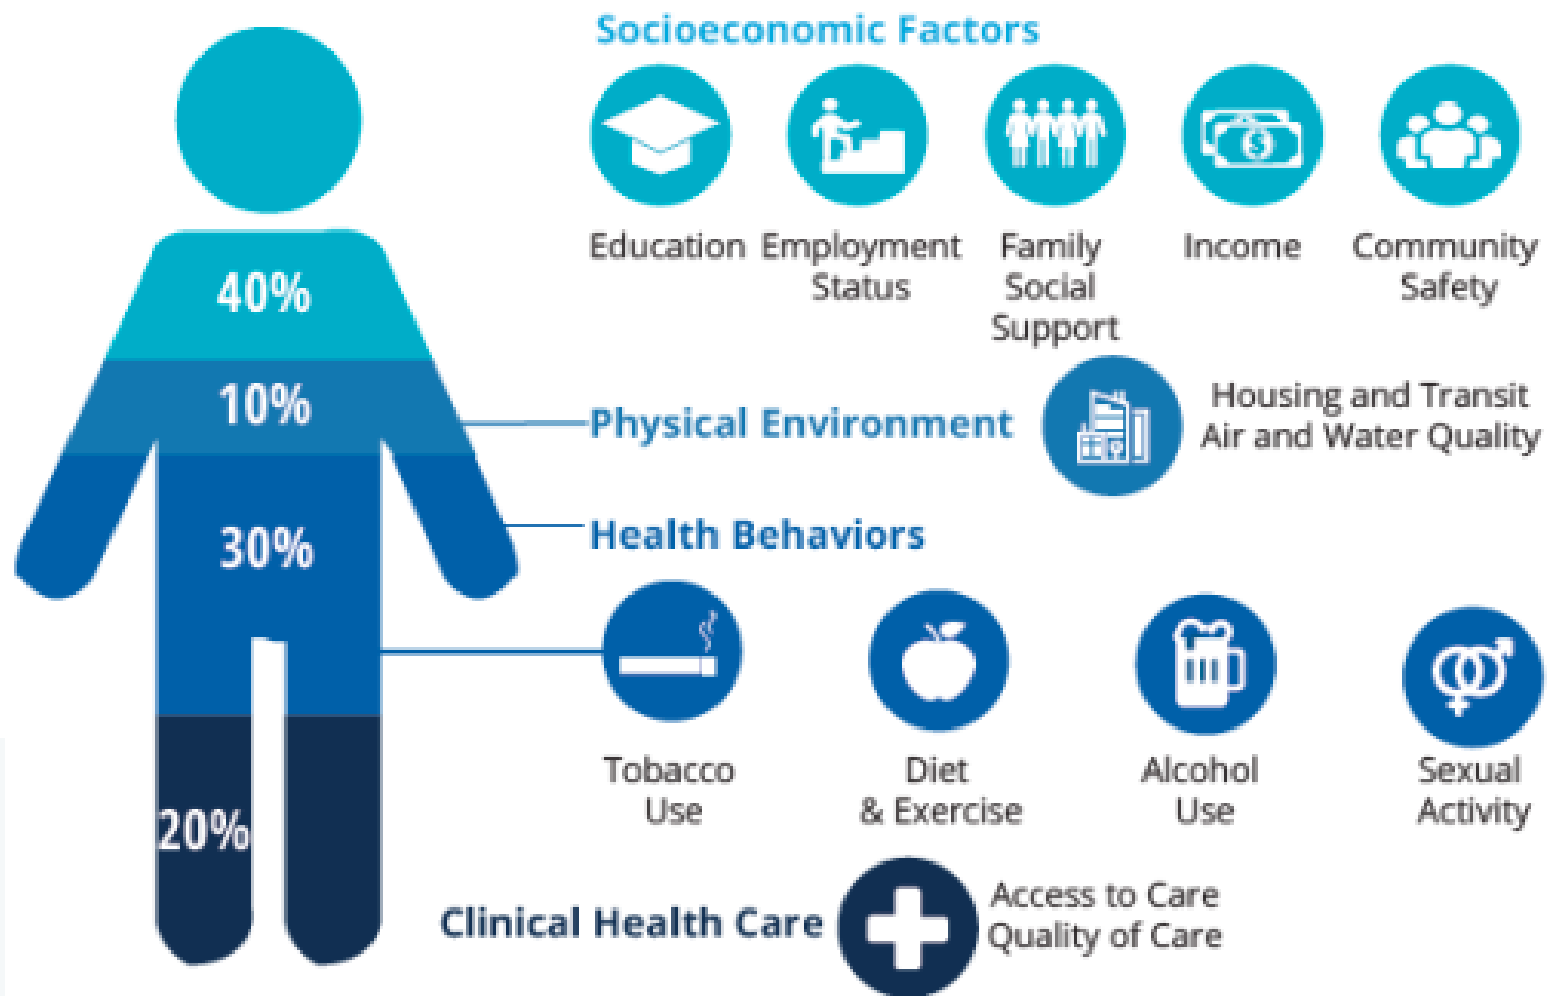 Socioeconomic Factors
Education
Employment
Status
Family
Social
Support
Income
Community
Safety
40%
10%
Physical Environment
Housing and Transit
Air and Water Quality
30%
Health Behaviors
Tobacco
Use
Diet
& Exercise
Alcohol
Use
Sexual
Activity
20%
Clinical Health Care
Access to Care
Quality of Care